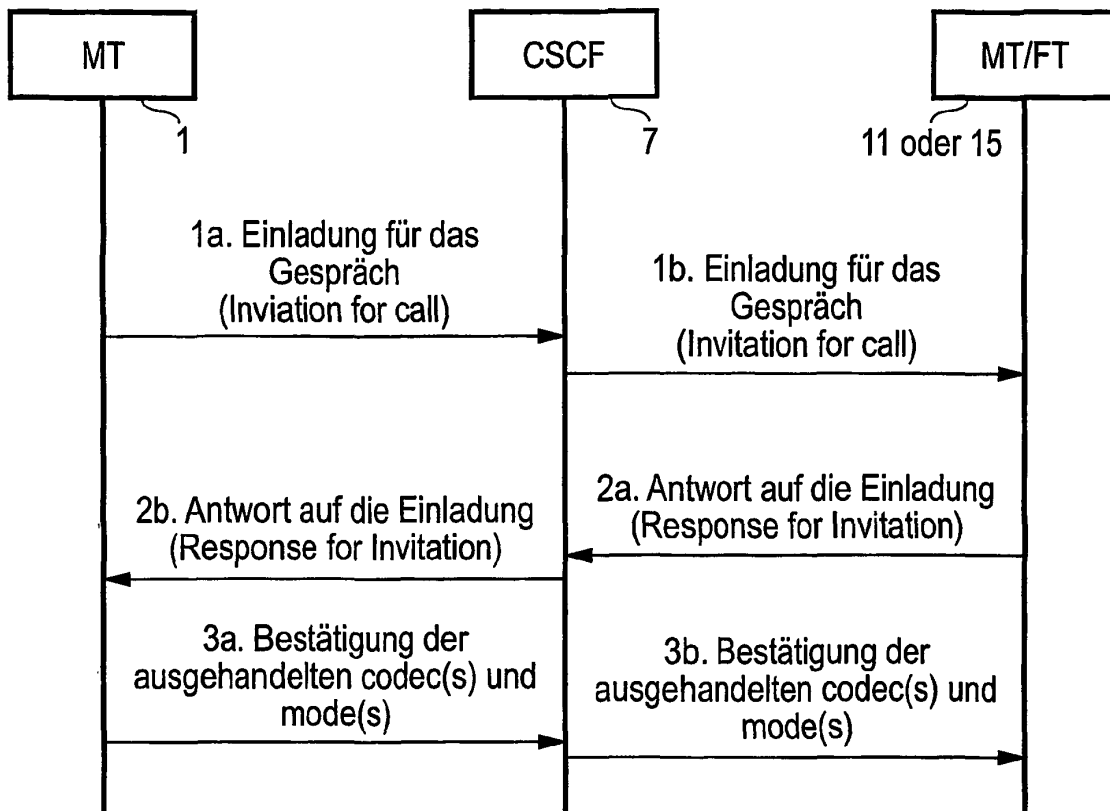 MT
CSCF
MT/FT
1
7
11 oder 15
1a. Einladung für das
Gespräch
(Inviation for call)
1b. Einladung für das
Gespräch
(Invitation for call)
2a. Antwort auf die Einladung
(Response for Invitation)
2b. Antwort auf die Einladung
(Response for Invitation)
3a. Bestätigung der
ausgehandelten codec(s) und
mode(s)
3b. Bestätigung der
ausgehandelten codec(s) und
mode(s)